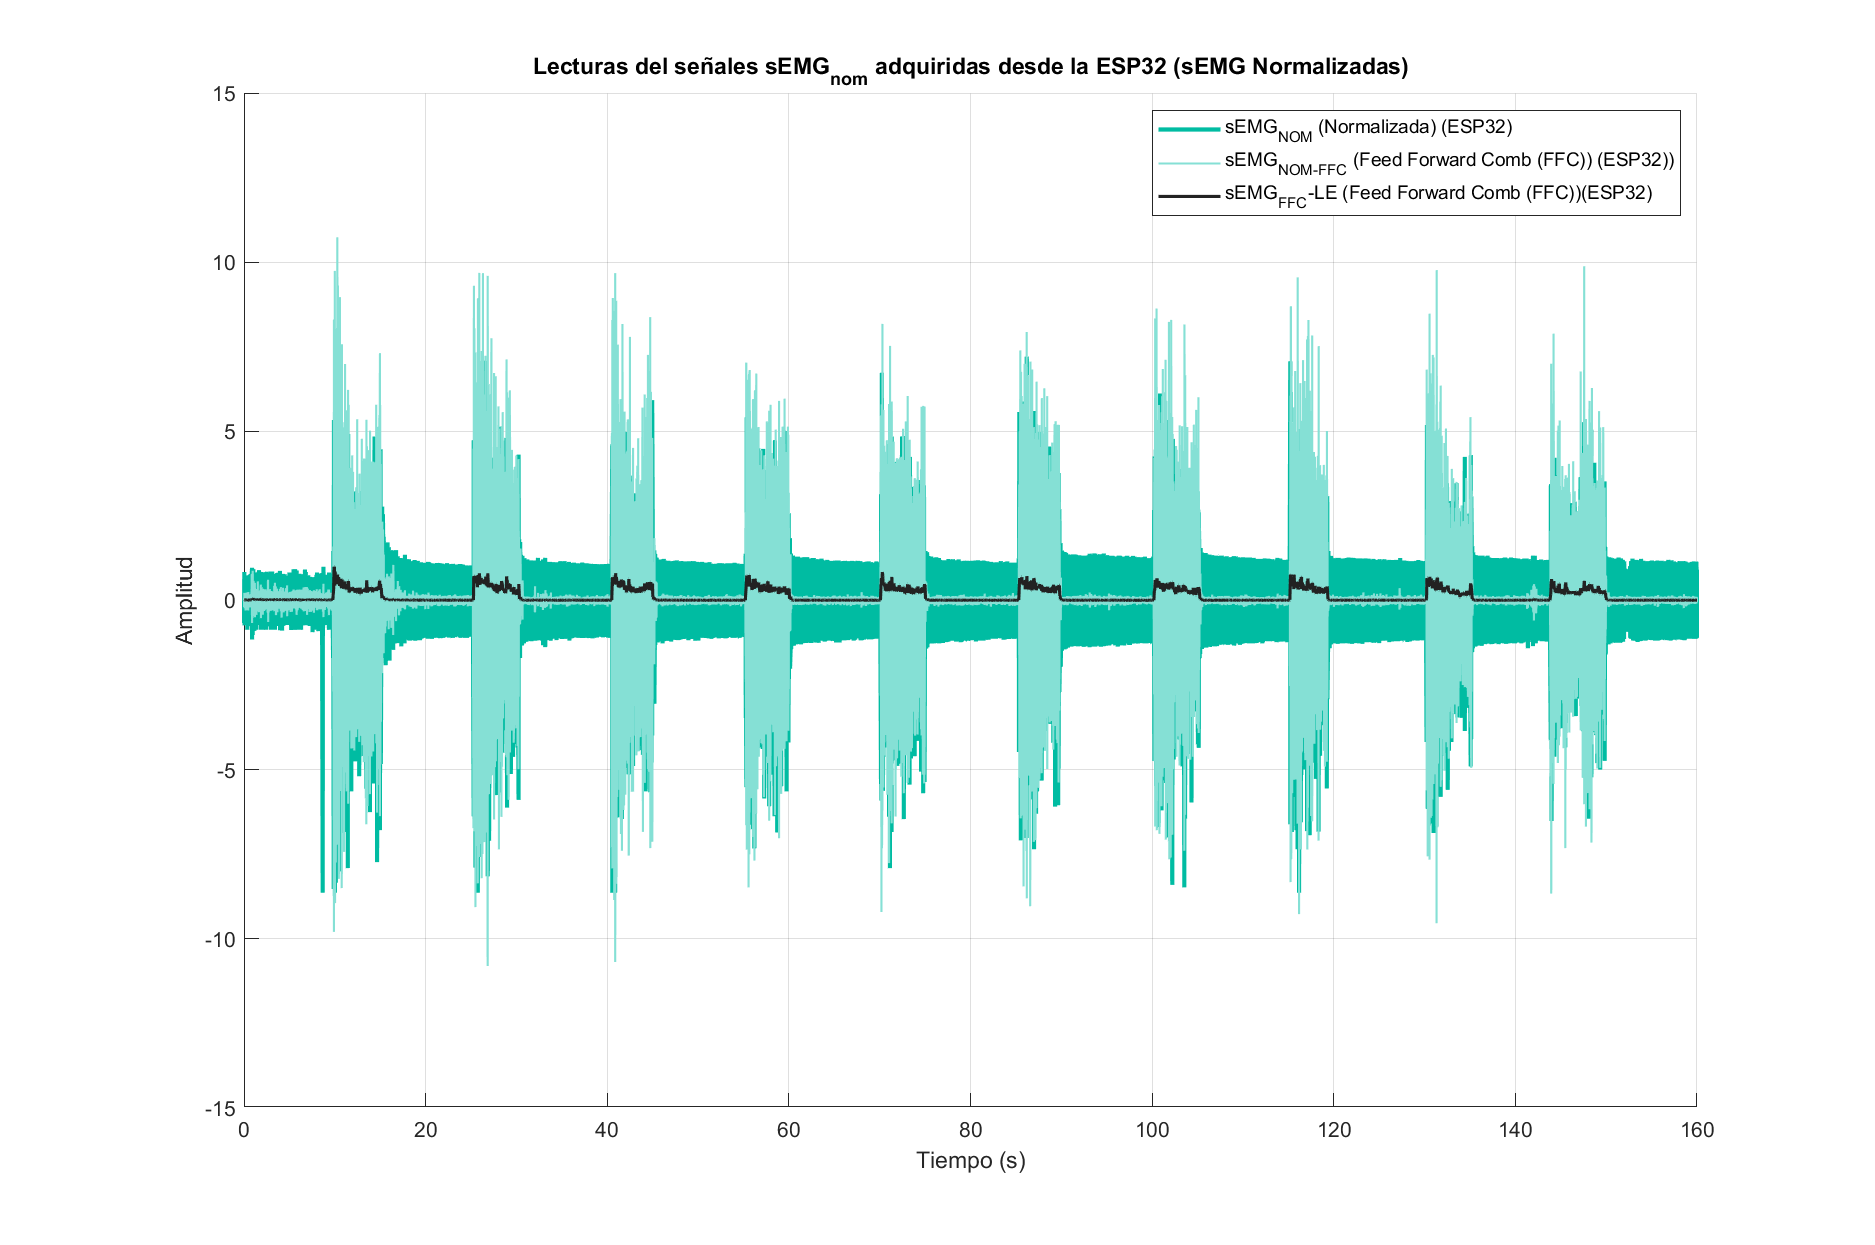 Lecturas del señales sEMGnom adquiridas desde la ESP32 (sEMG Normalizadas)
sEMGNOM (Normalizada) (ESP32)
sEMGNOM-FFC (Feed Forward Comb (FFC)) (ESP32))
sEMGFFC-LE (Feed Forward Comb (FFC))(ESP32)
Amplitud
15
10
5
0
-5
-10
-15
0 20 40 60 80 100 120 140 160
Tiempo (s)